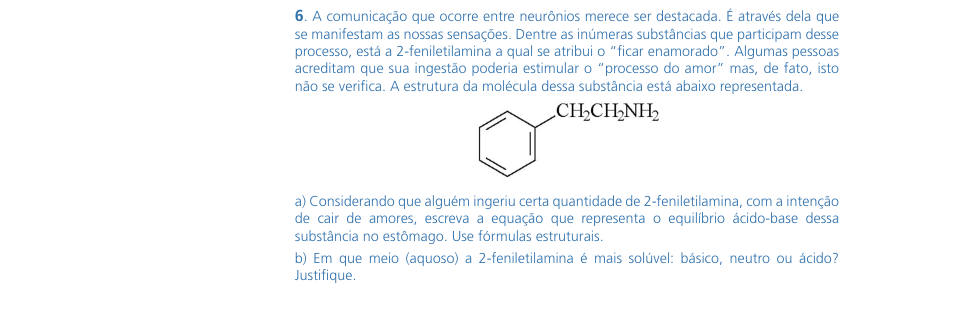 6. A comunicação que ocorre entre neurônios merece ser destacada. É através dela que
se manifestam as nossas sensações. Dentre as inúmeras substâncias que participam desse
processo, está a 2-feniletilamina a qual se atribui o “ficar enamorado”. Algumas pessoas
acreditam que sua ingestão poderia estimular o “processo do amor” mas, de fato, isto
não se verifica. A estrutura da molécula dessa substância está abaixo representada.
CH₂CH₂NH₂
a) Considerando que alguém ingeriu certa quantidade de 2-feniletilamina, com a intenção
de cair de amores, escreva a equação que representa o equilíbrio ácido-base dessa
substância no estômago. Use fórmulas estruturais.
b) Em que meio (aquoso) a 2-feniletilamina é mais solúvel: básico, neutro ou ácido?
Justifique.